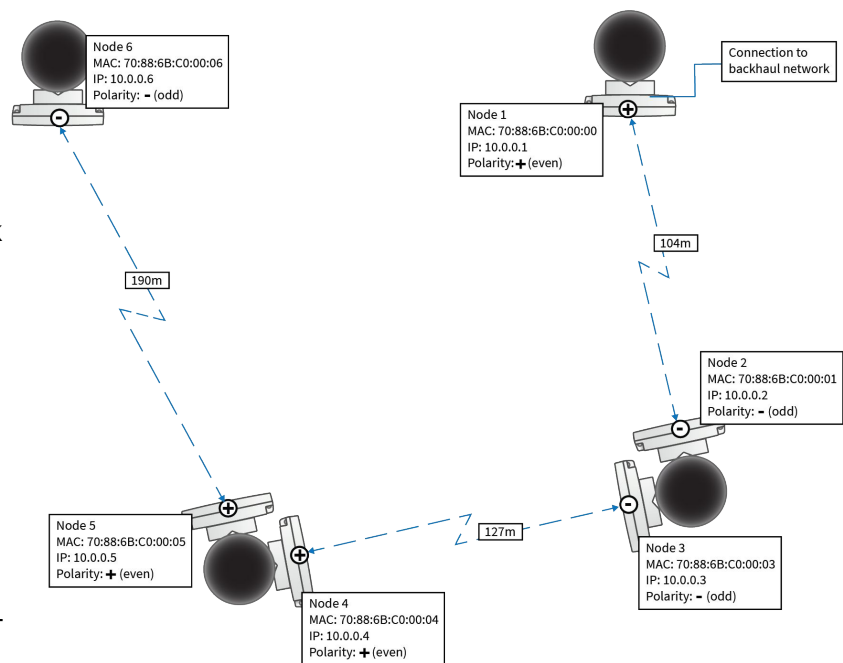 Node 6
MAC: 70:88:6B:C0:00:06
IP: 10.0.0.6
Polarity: - (odd)
-
Connection to
backhaul network
Node 1
MAC: 70:88:6B:C0:00:00
IP: 10.0.0.1
Polarity:+(even)
+
104m
190m
Node 2
MAC: 70:88:6B:C0:00:01
IP: 10.0.0.2
Polarity: - (odd)
-
-
127m
Node 3
MAC: 70:88:6B:C0:00:03
IP: 10.0.0.3
Polarity: - (odd)
+
Node 5
MAC: 70:88:6B:C0:00:05
IP: 10.0.0.5
Polarity: + (even)
+
Node 4
MAC: 70:88:6B:C0:00:04
IP: 10.0.0.4
Polarity: + (even)